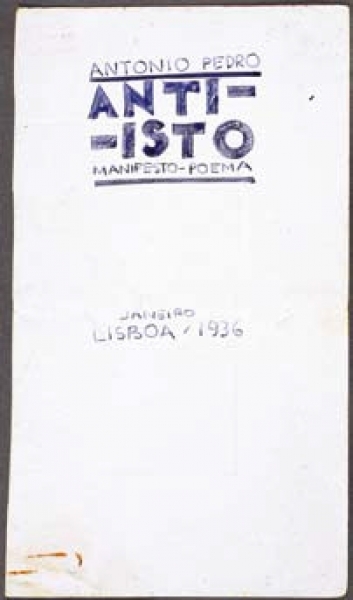 ANTONIO PEDRO
ANTI-
-ISTO
MANIFESTO-POEMA
JANEIRO
LISBOA / 1936